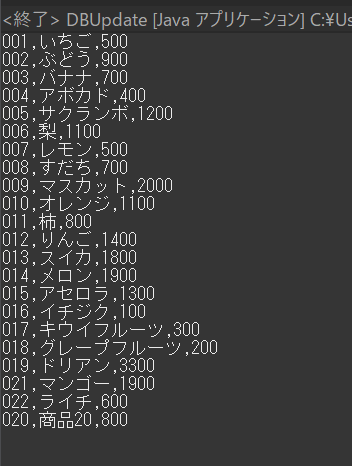 <終了> DBUpdate [Java アプリケーション] C:¥Us
001,いちご,500
002,ぶどう,900
003,バナナ,700
004,アボカド,400
005,サクランボ,1200
006,梨,1100
007,レモン,500
008,すだち,700
009,マスカット,2000
010,オレンジ,1100
011,柿,800
012,りんご,1400
013,スイカ,1800
014,メロン,1900
015,アセロラ,1300
016,イチジク,100
017,キウイフルーツ,300
018,グレープフルーツ,200
019,ドリアン,3300
021,マンゴー,1900
022,ライチ,600
020,商品20,800